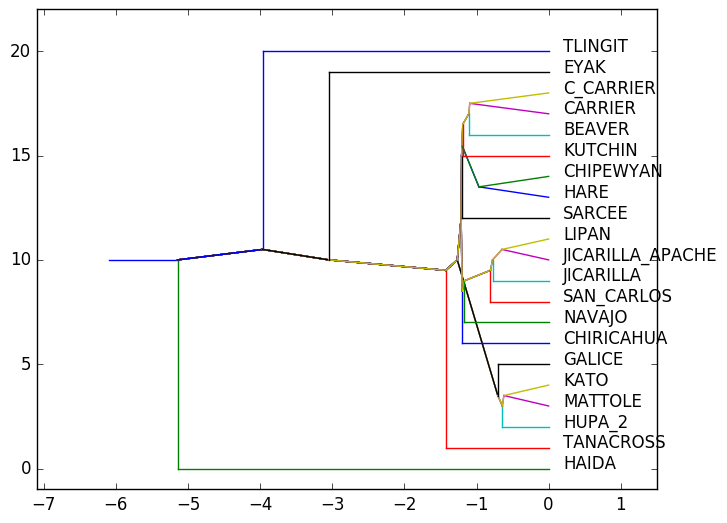 20
15
10
5
0
TLINGIT
EYAK
C_CARRIER
CARRIER
BEAVER
KUTCHIN
CHIPEWYAN
HARE
SARCEE
LIPAN
JICARILLA_APACHE
JICARILLA
SAN_CARLOS
NAVAJO
CHIRICAHUA
GALICE
KATO
MATTOLE
HUPA_2
TANACROSS
HAIDA
−7 −6 −5 −4 −3 −2 −1 0 1